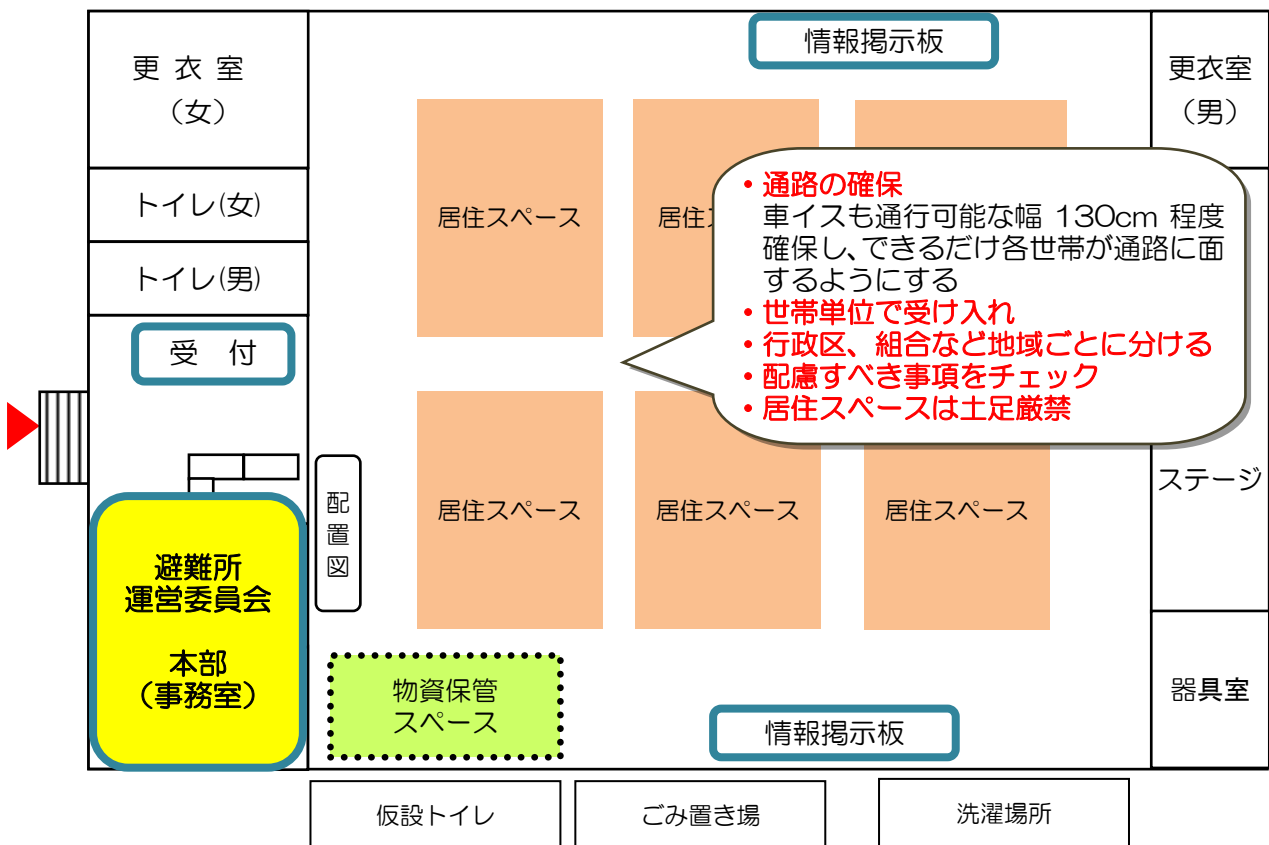 情報掲示板
更 衣 室
（女）
更衣室
（男）
トイレ(女)
トイレ(男)
受　付
居住スペース
居住ス
・通路の確保
車イスも通行可能な幅 130cm 程度
確保し、できるだけ各世帯が通路に面
するようにする
・世帯単位で受け入れ
・行政区、組合など地域ごとに分ける
・配慮すべき事項をチェック
・居住スペースは土足厳禁
ステージ
配
置
図
居住スペース
居住スペース
居住スペース
避難所
運営委員会
本部
（事務室）
物資保管
スペース
情報掲示板
器具室
仮設トイレ
ごみ置き場
洗濯場所